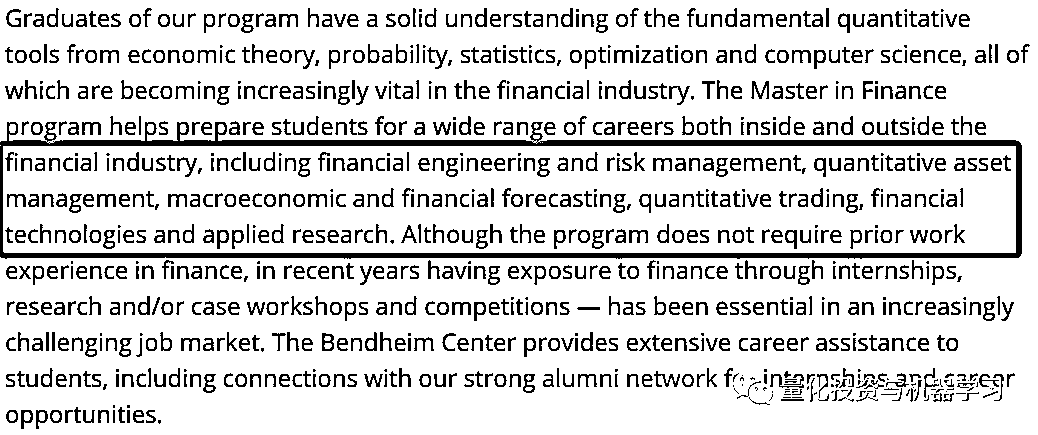 Graduates of our program have a solid understanding of the fundamental quantitative
tools from economic theory, probability, statistics, optimization and computer science, all of
which are becoming increasingly vital in the financial industry. The Master in Finance
program helps prepare students for a wide range of careers both inside and outside the
financial industry, including financial engineering and risk management, quantitative asset
management, macroeconomic and financial forecasting, quantitative trading, financial
technologies and applied research. Although the program does not require prior work
experience in finance, in recent years having exposure to finance through internships,
research and/or case workshops and competitions — has been essential in an increasingly
challenging job market. The Bendheim Center provides extensive career assistance to
students, including connections with our strong alumni network for internships and career
opportunities.
量化投资与机器学习